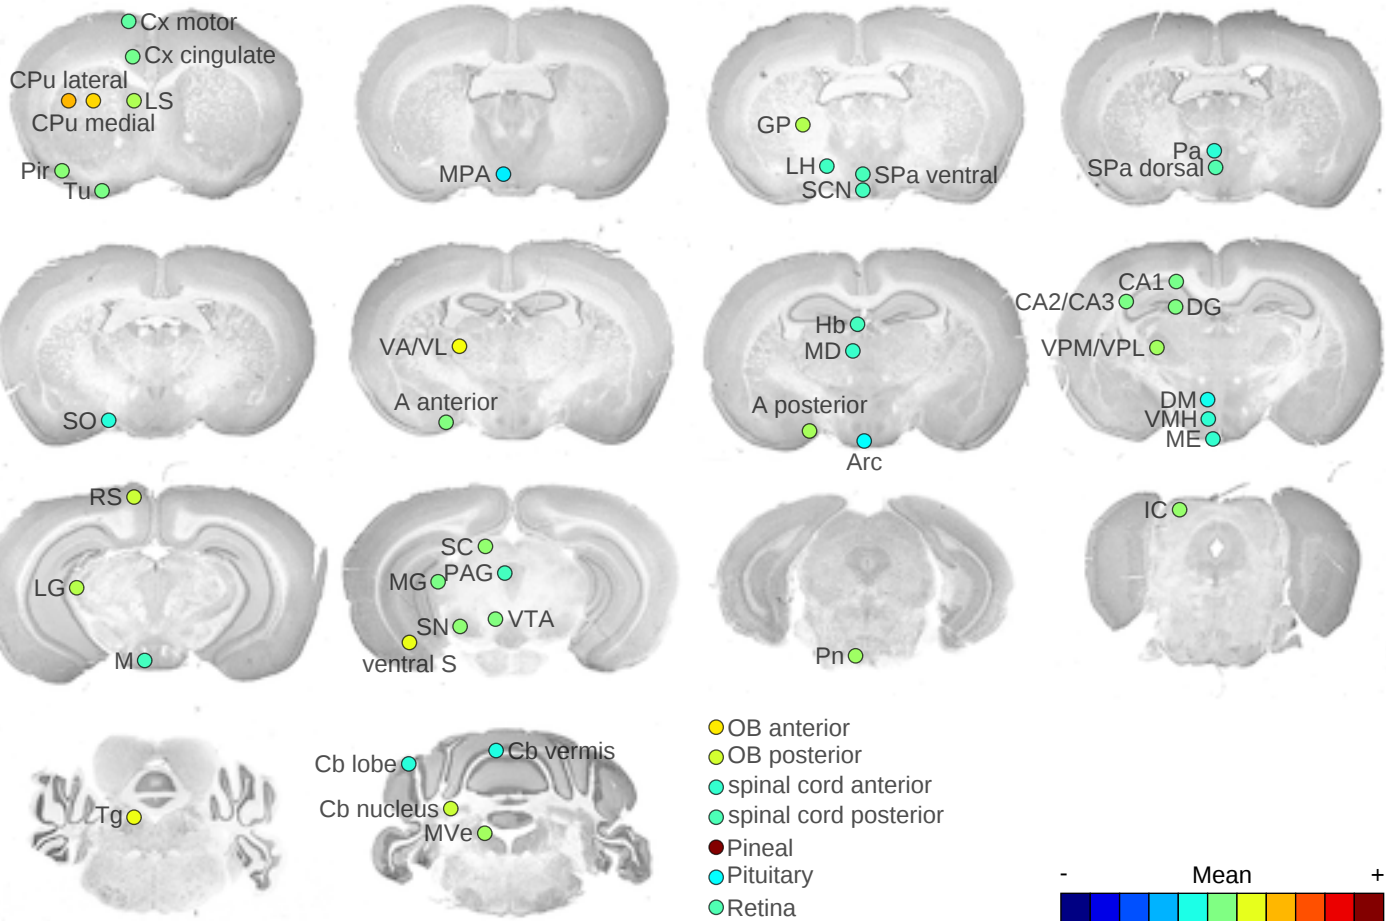 Cx motor
Cx cingulate
CPu lateral
LS
CPu medial
Pir
Tu
MPA
GP
LH
SPa ventral
SCN
Pa
SPa dorsal
SO
VA/VL
A anterior
Hb
MD
A posterior
Arc
CA1
CA2/CA3
DG
VPM/VPL
DM
VMH
ME
RS
LG
M
SC
MG
PAG
SN
VTA
ventral S
Pn
IC
Tg
Cb lobe
Cb vermis
Cb nucleus
MVe
OB anterior
OB posterior
spinal cord anterior
spinal cord posterior
Pineal
Pituitary
Retina
- Mean +